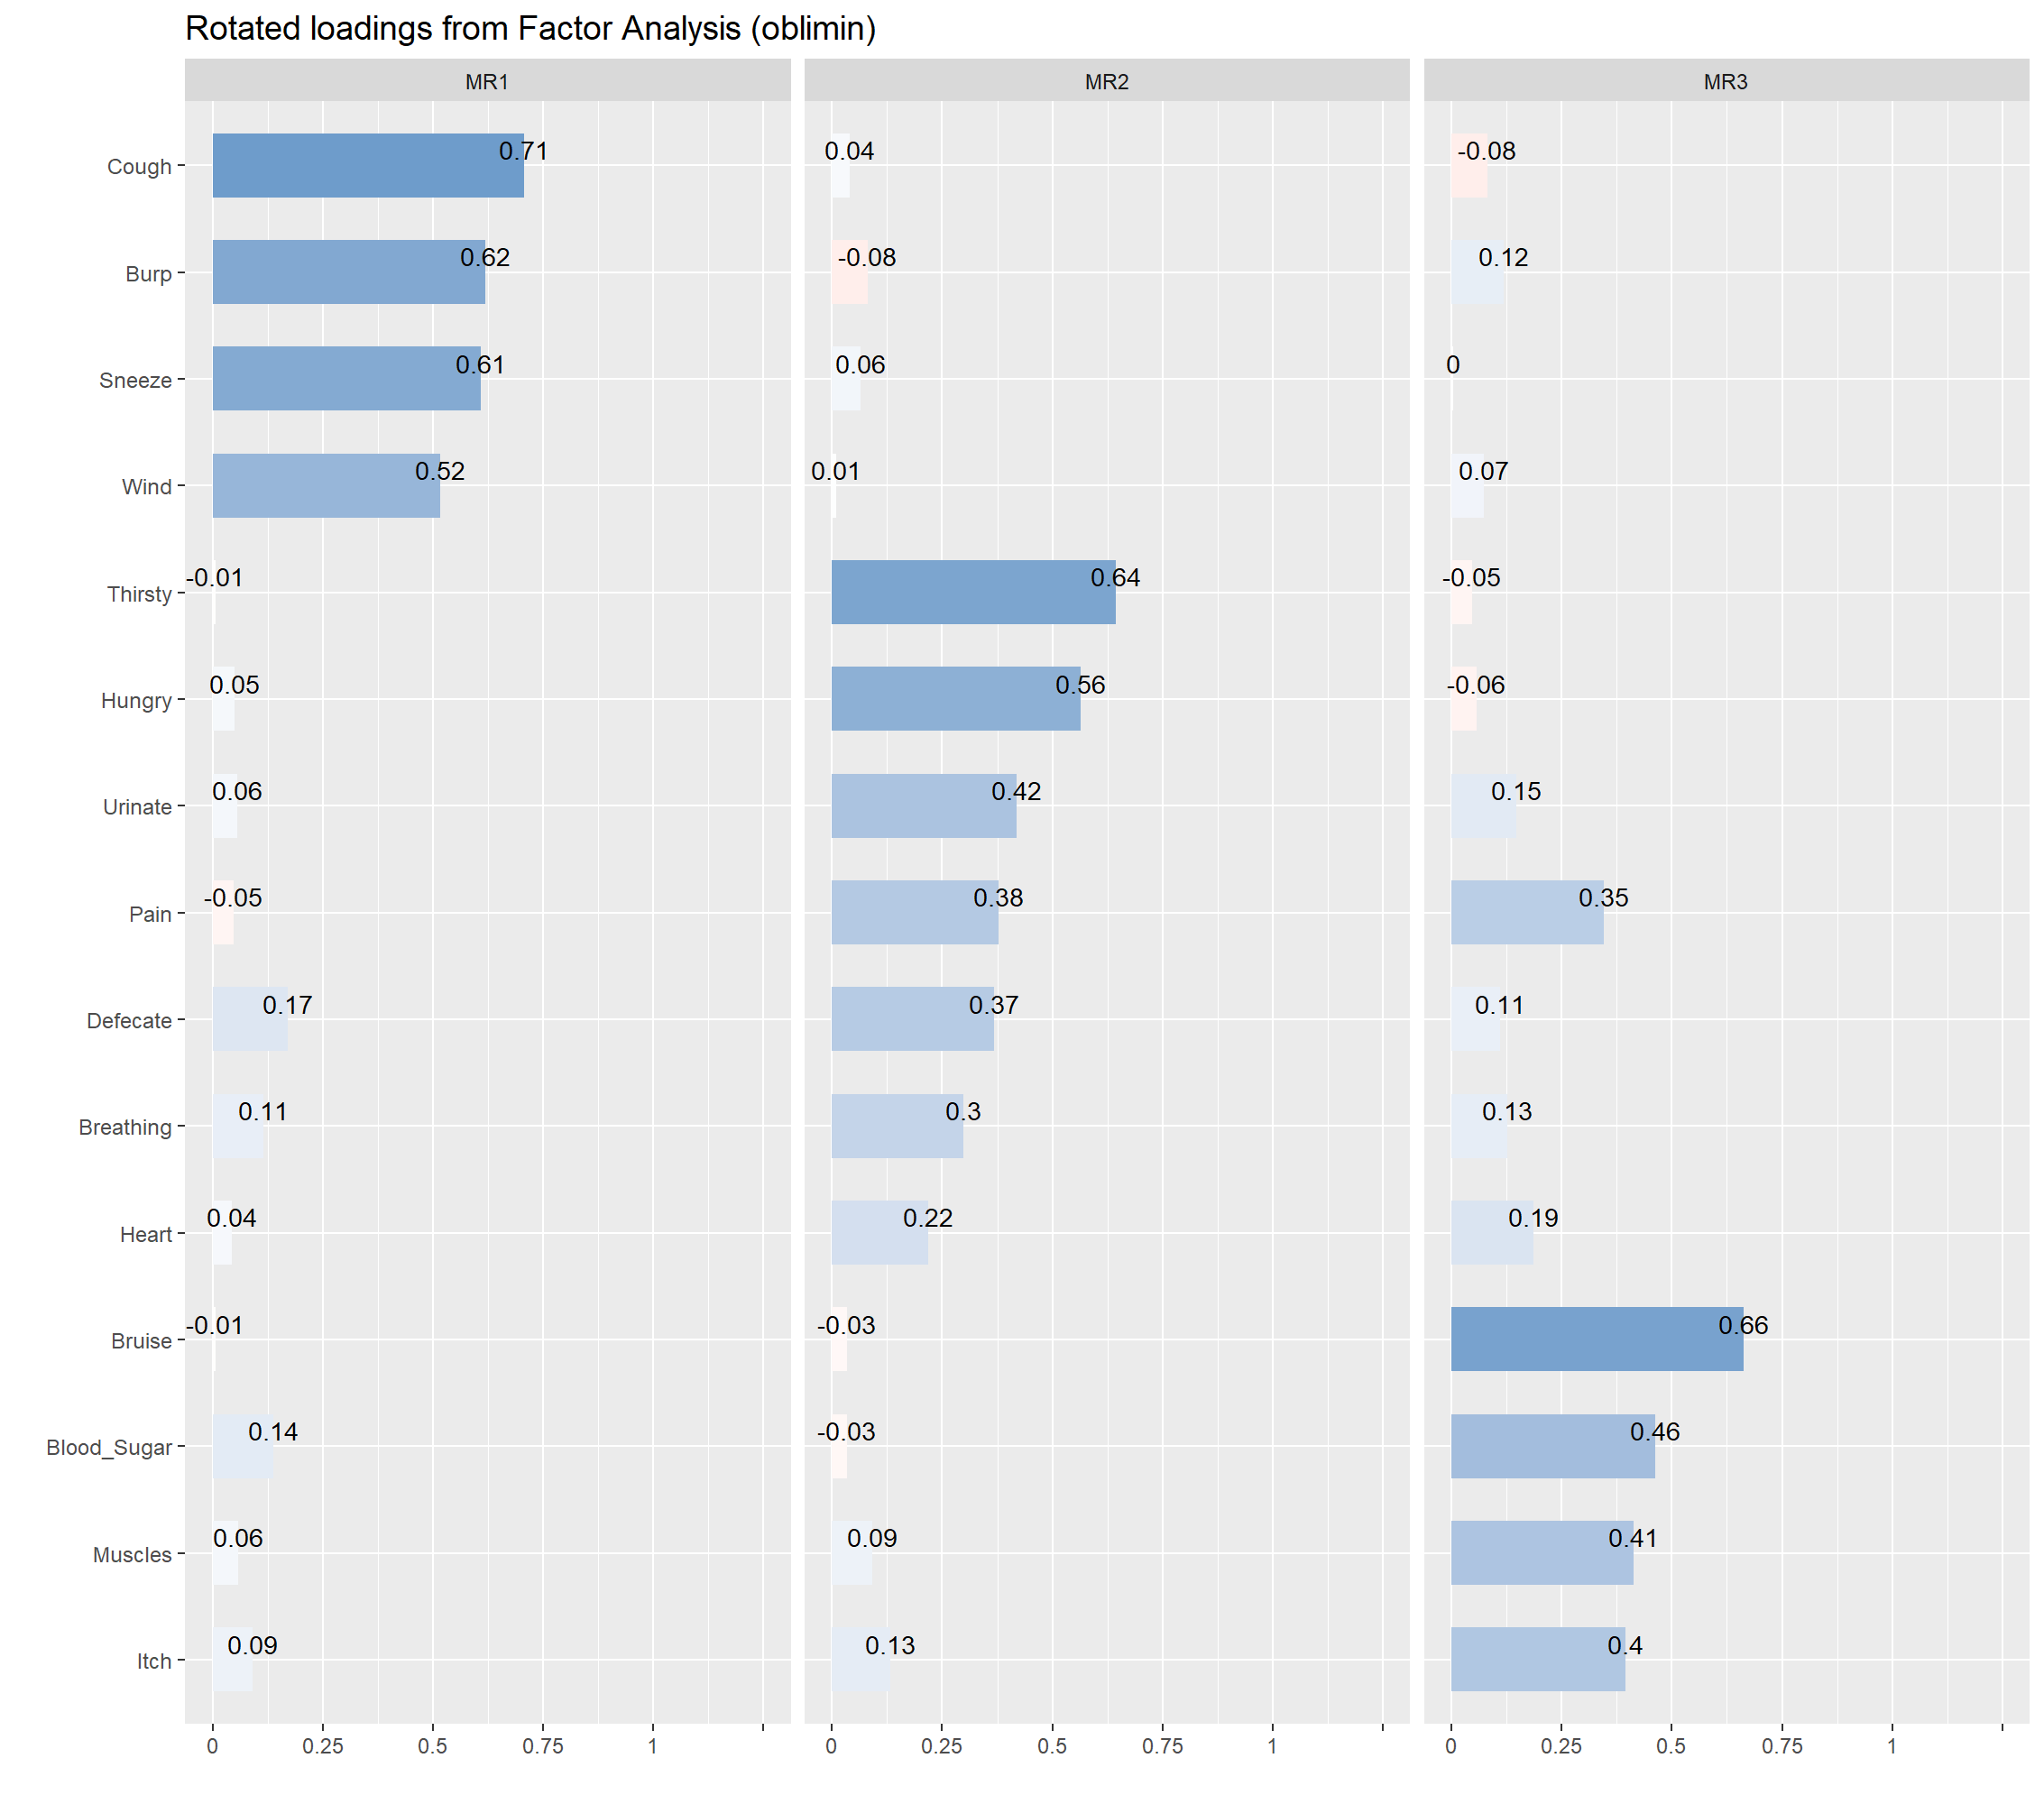 Rotated loadings from Factor Analysis (oblimin)
MR1 MR2 MR3
Cough 0.71 0.04 -0.08
Burp 0.62 -0.08 0.12
Sneeze 0.61 0.06 0
Wind 0.52 0.01 0.07
Thirsty -0.01 0.64 -0.05
Hungry 0.05 0.56 -0.06
Urinate 0.06 0.42 0.15
Pain -0.05 0.38 0.35
Defecate 0.17 0.37 0.11
Breathing 0.11 0.3 0.13
Heart 0.04 0.22 0.19
Bruise -0.01 -0.03 0.66
Blood_Sugar 0.14 -0.03 0.46
Muscles 0.06 0.09 0.41
Itch 0.09 0.13 0.4
0 0.25 0.5 0.75 1 0 0.25 0.5 0.75 1 0 0.25 0.5 0.75 1